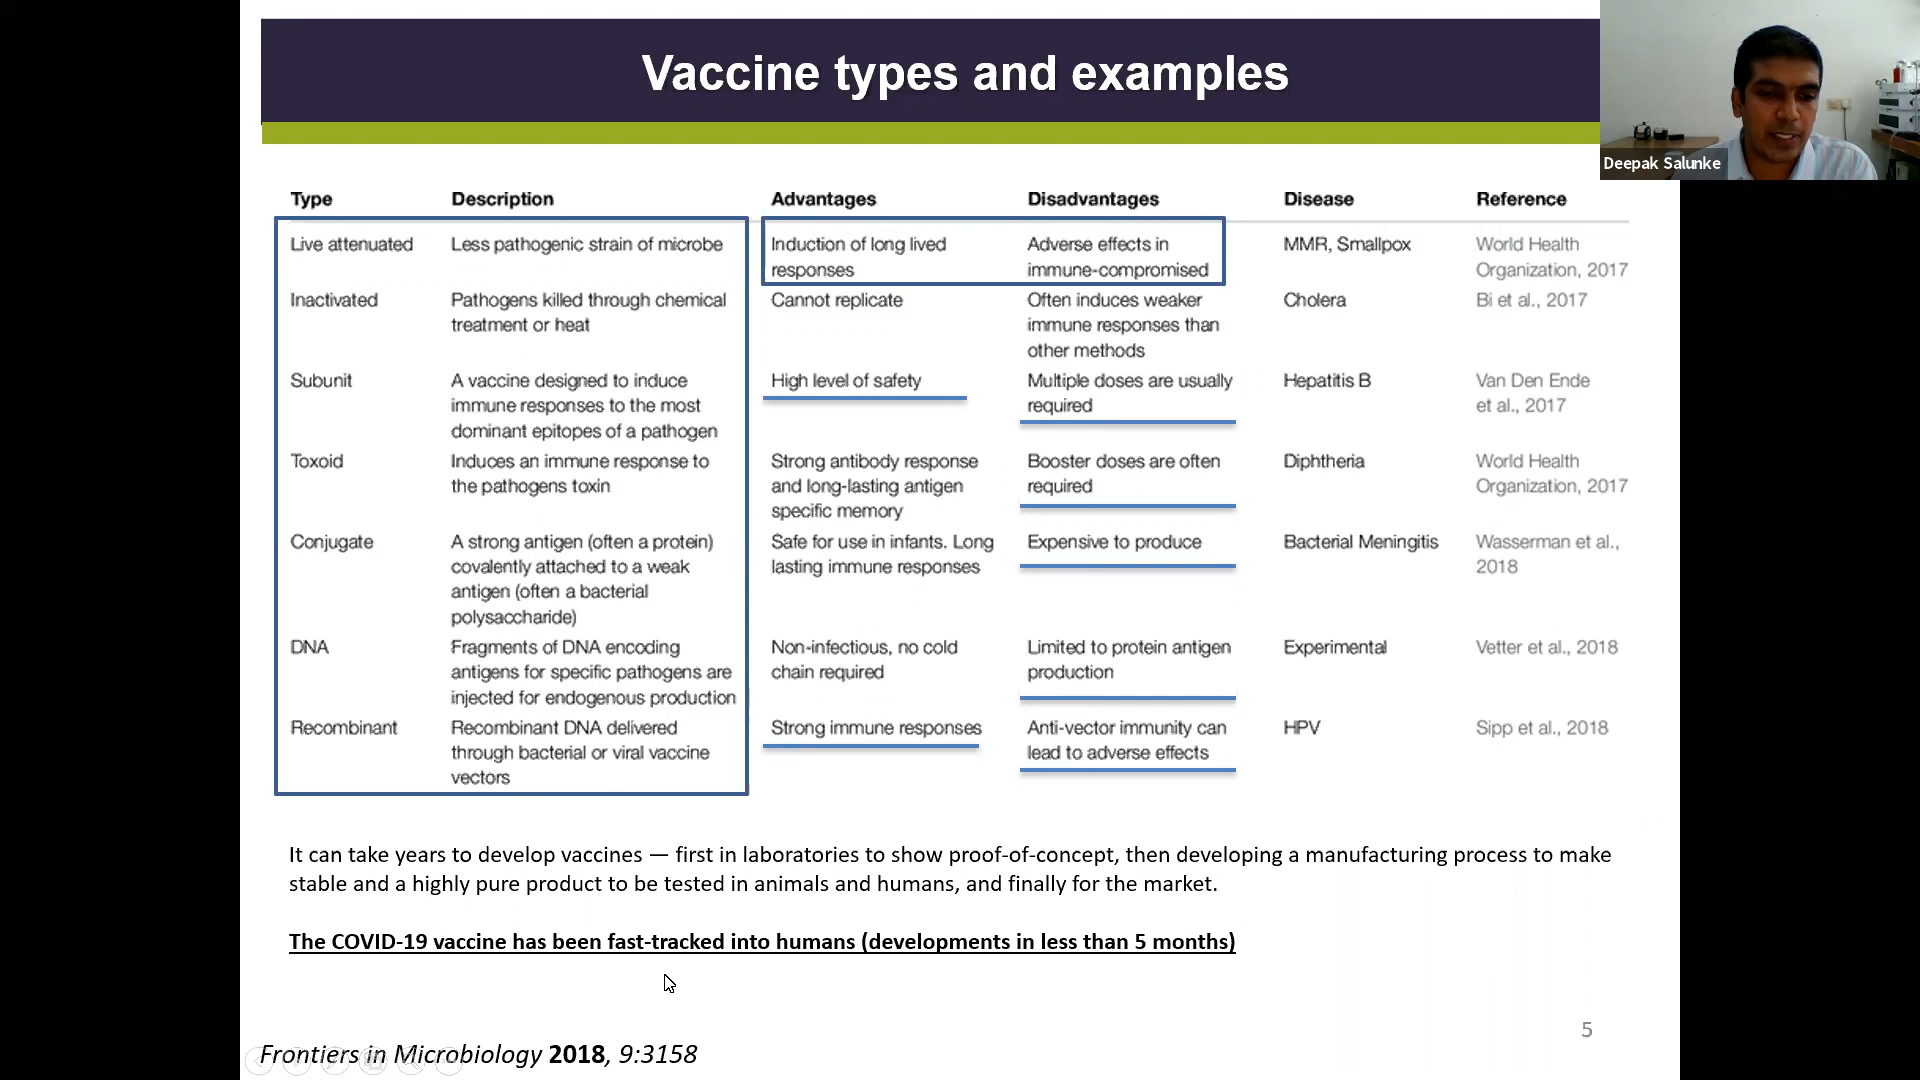 Vaccine types and examples
Deepak Salunke
Type Description Advantages Disadvantages Disease Reference
Live attenuated Less pathogenic strain of microbe Induction of long lived Adverse effects in MMR, Smallpox World Health
responses immune-compromised Organization, 2017
Inactivated Pathogens killed through chemical Cannot replicate Often induces weaker Cholera Bi et al., 2017
treatment or heat immune responses than
other methods
Subunit A vaccine designed to induce High level of safety Multiple doses are usually Hepatitis B Van Den Ende
immune responses to the most required et al., 2017
dominant epitopes of a pathogen
Toxoid Induces an immune response to Strong antibody response Booster doses are often Diphtheria World Health
the pathogens toxin and long-lasting antigen required Organization, 2017
specific memory
Conjugate A strong antigen (often a protein) Safe for use in infants. Long Expensive to produce Bacterial Meningitis Wasserman et al.,
covalently attached to a weak lasting immune responses 2018
antigen (often a bacterial
polysaccharide)
DNA Fragments of DNA encoding Non-infectious, no cold Limited to protein antigen Experimental Vetter et al., 2018
antigens for specific pathogens are chain required production
injected for endogenous production
Recombinant Recombinant DNA delivered Strong immune responses Anti-vector immunity can HPV Sipp et al., 2018
through bacterial or viral vaccine lead to adverse effects
vectors
It can take years to develop vaccines — first in laboratories to show proof-of-concept, then developing a manufacturing process to make
stable and a highly pure product to be tested in animals and humans, and finally for the market.
The COVID-19 vaccine has been fast-tracked into humans (developments in less than 5 months)
5
Frontiers in Microbiology 2018, 9:3158